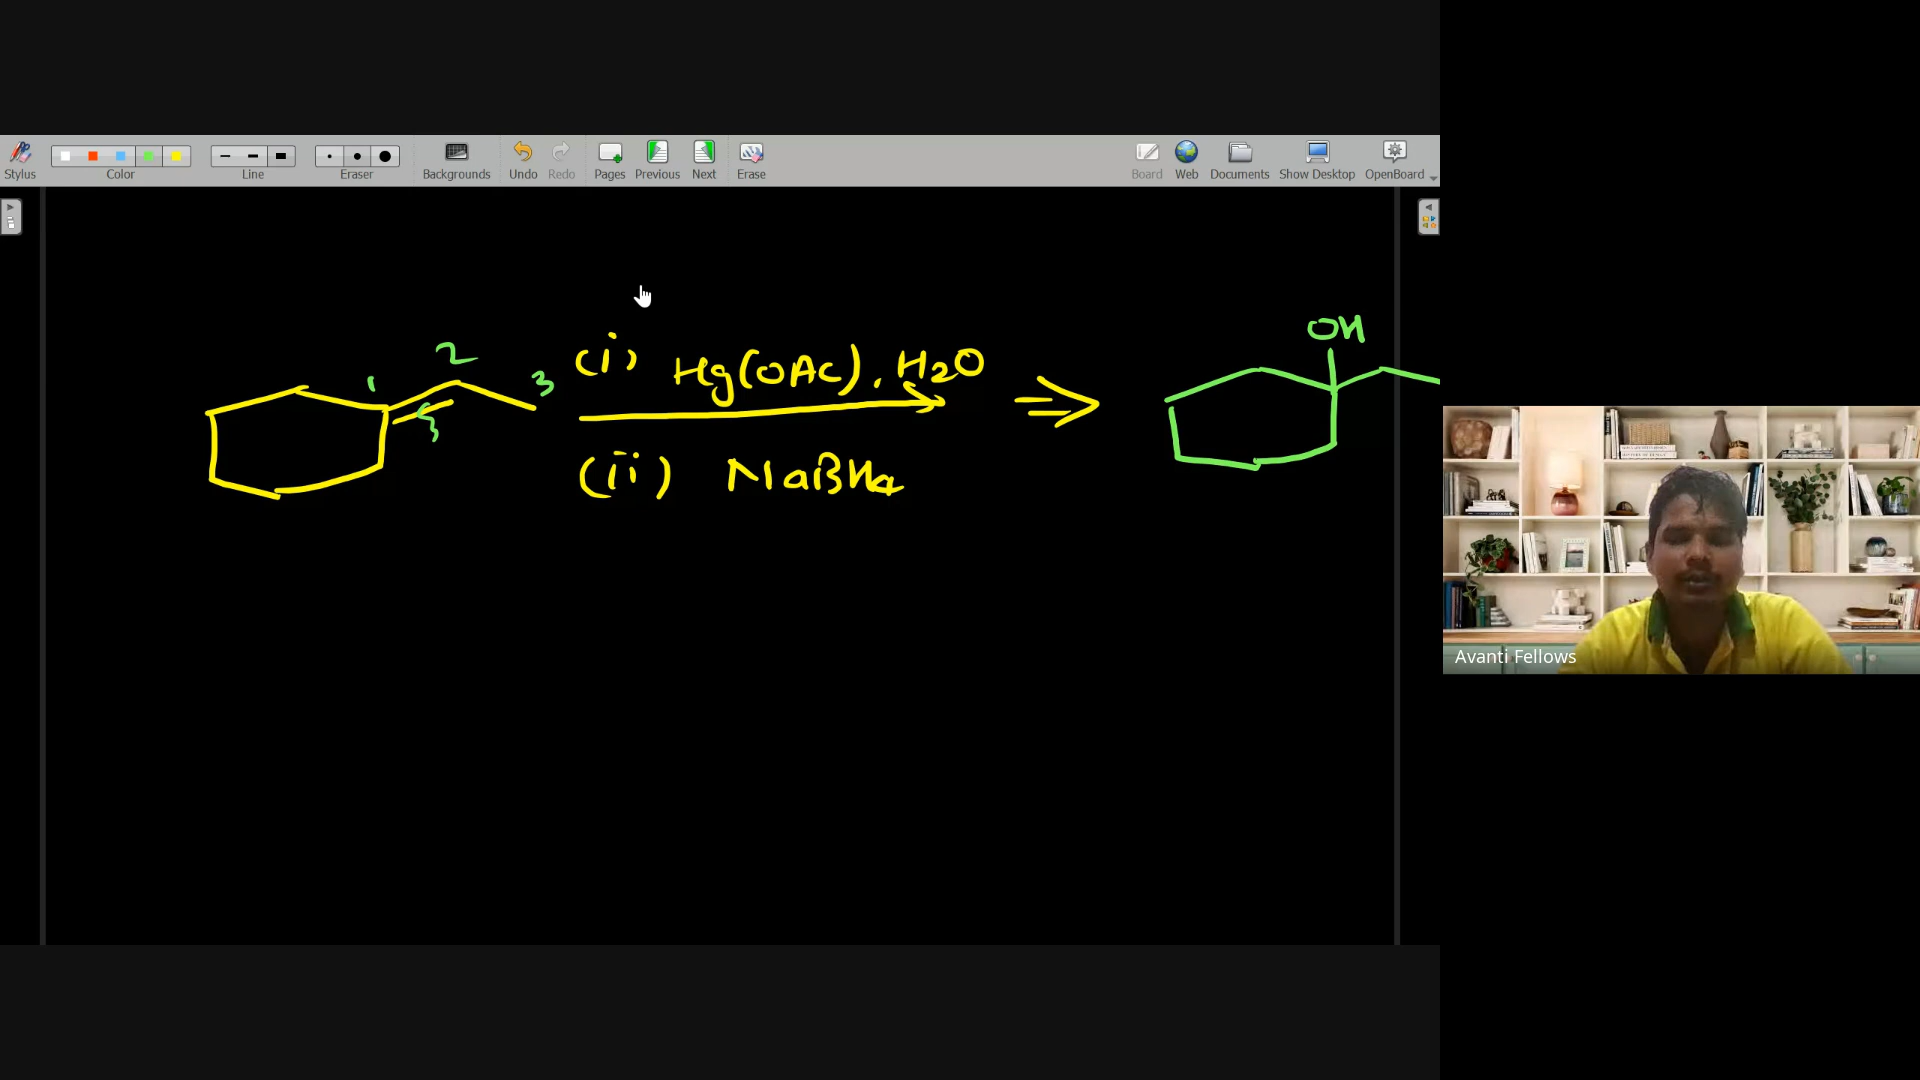 Stylus Color Line Eraser Backgrounds Undo Redo Pages Previous Next Erase Board Web Documents Show Desktop OpenBoard
OH
1 2 3
(i) Hg(OAC). H2O
(ii) NaBH4
Avanti Fellows